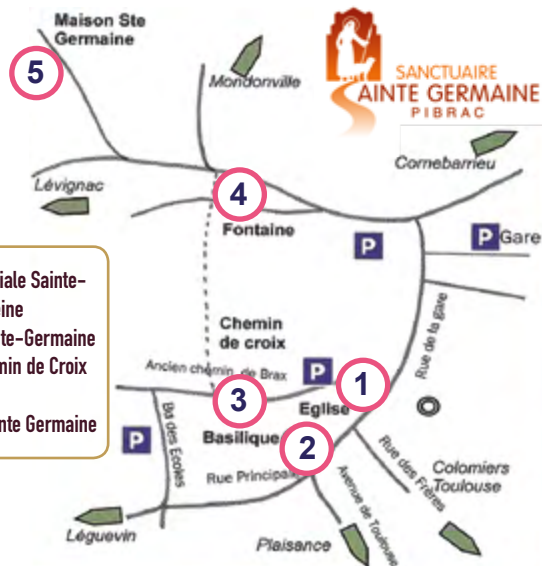 Maison Ste
Germaine
5
Mondonville
SANCTUAIRE
SAINTE GERMAINE
PIBRAC
Cornebarrieu
Lévignac
4
Fontaine
P
P Gare
iale Sainte-
eine
te-Germaine
min de Croix
nte Germaine
Chemin
de croix
Rue de la gare
Ancien chemin de Brax
P
1
3
Eglise
Bd des Ecoles
P
Basilique
2
Rue Principale
Rue des Frères
Colomiers
Toulouse
Avenue de Toulouse
Léguevin
Plaisance